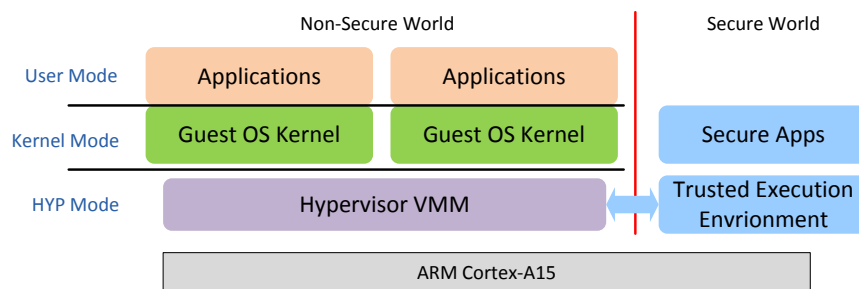 Non-Secure World
Secure World
User Mode
Applications
Applications
Kernel Mode
Guest OS Kernel
Guest OS Kernel
Secure Apps
HYP Mode
Hypervisor VMM
Trusted Execution
Envrionment
ARM Cortex-A15